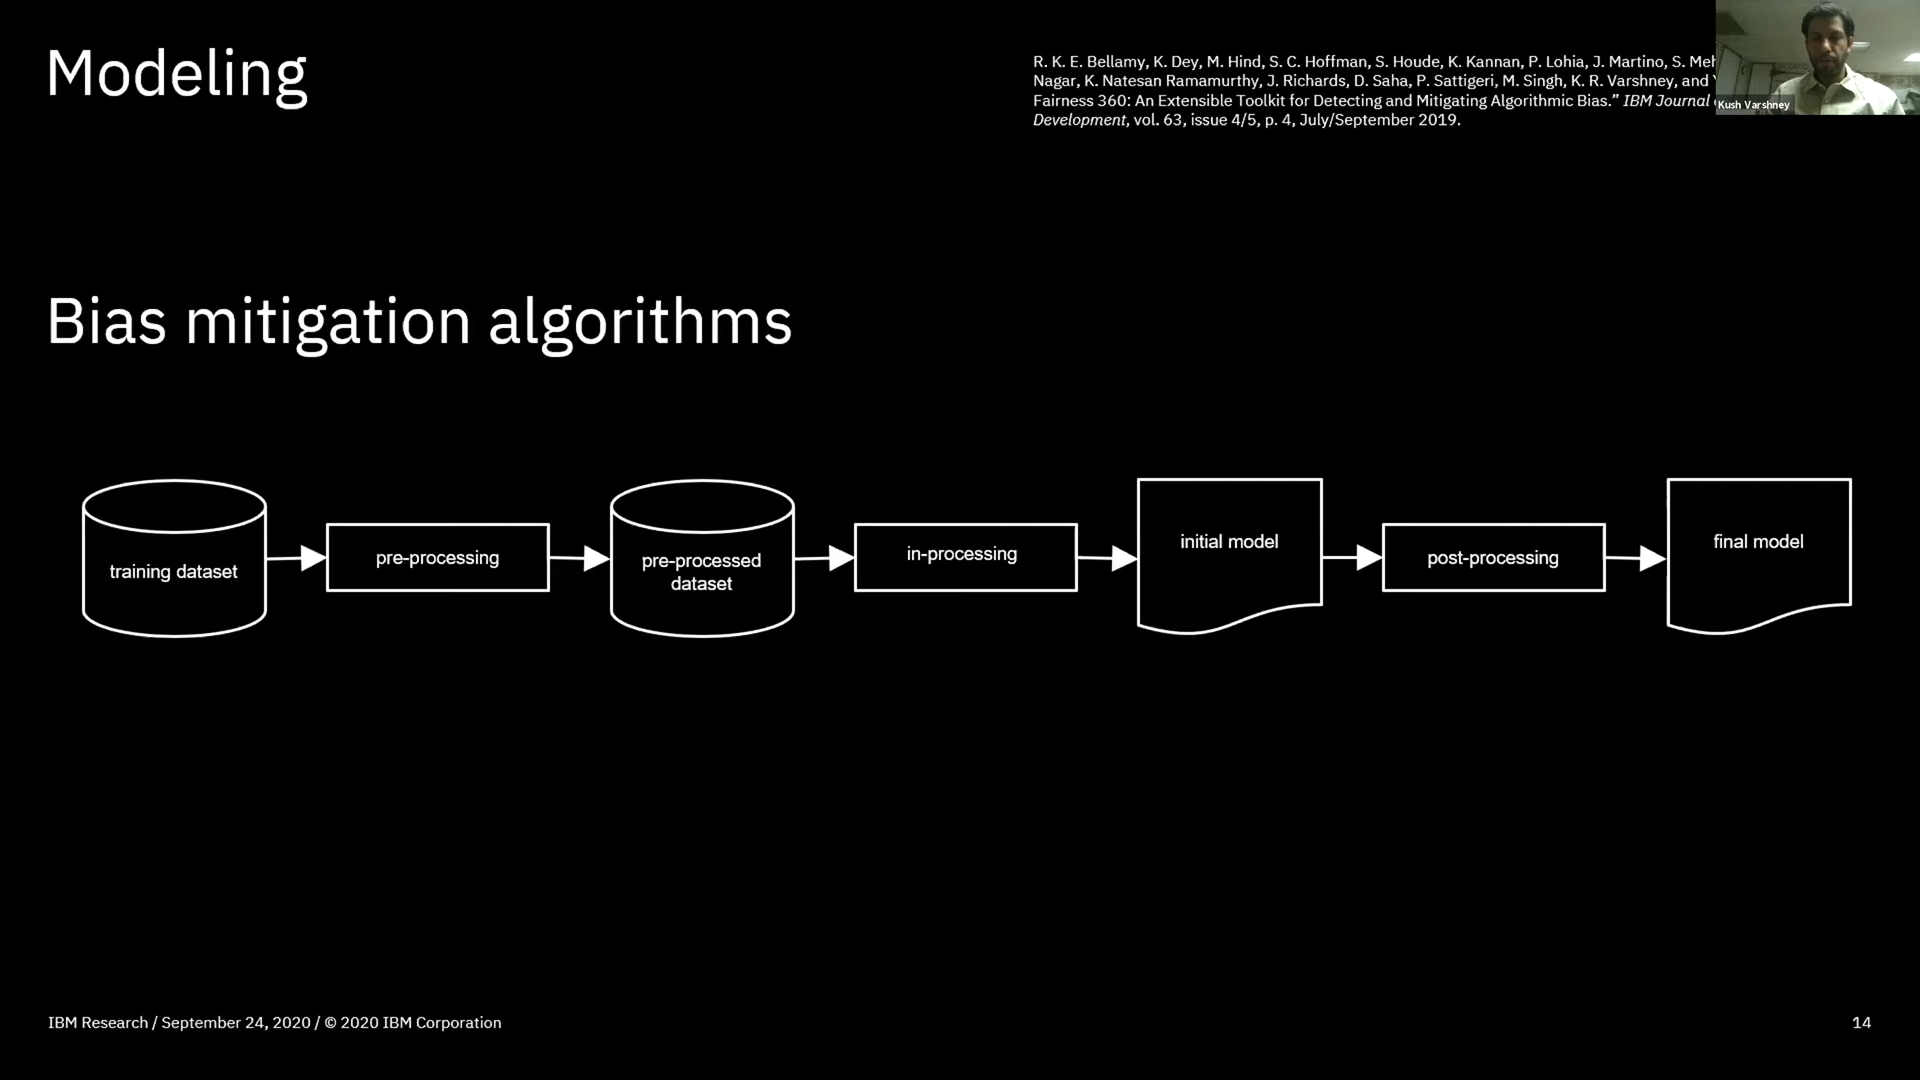 Modeling
R. K. E. Bellamy, K. Dey, M. Hind, S. C. Hoffman, S. Houde, K. Kannan, P. Lohia, J. Martino, S.
Nagar, K. Natesan Ramamurthy, J. Richards, D. Saha, P. Sattigeri, M. Singh, K. R. Varshney, and
Fairness 360: An Extensible Toolkit for Detecting and Mitigating Algorithmic Bias.” IBM Journal
Development, vol. 63, issue 4/5, p. 4, July/September 2019.
Kush Varshney
Bias mitigation algorithms
training dataset
pre-processing
pre-processed
dataset
in-processing
initial model
post-processing
final model
IBM Research / September 24, 2020 / © 2020 IBM Corporation
14